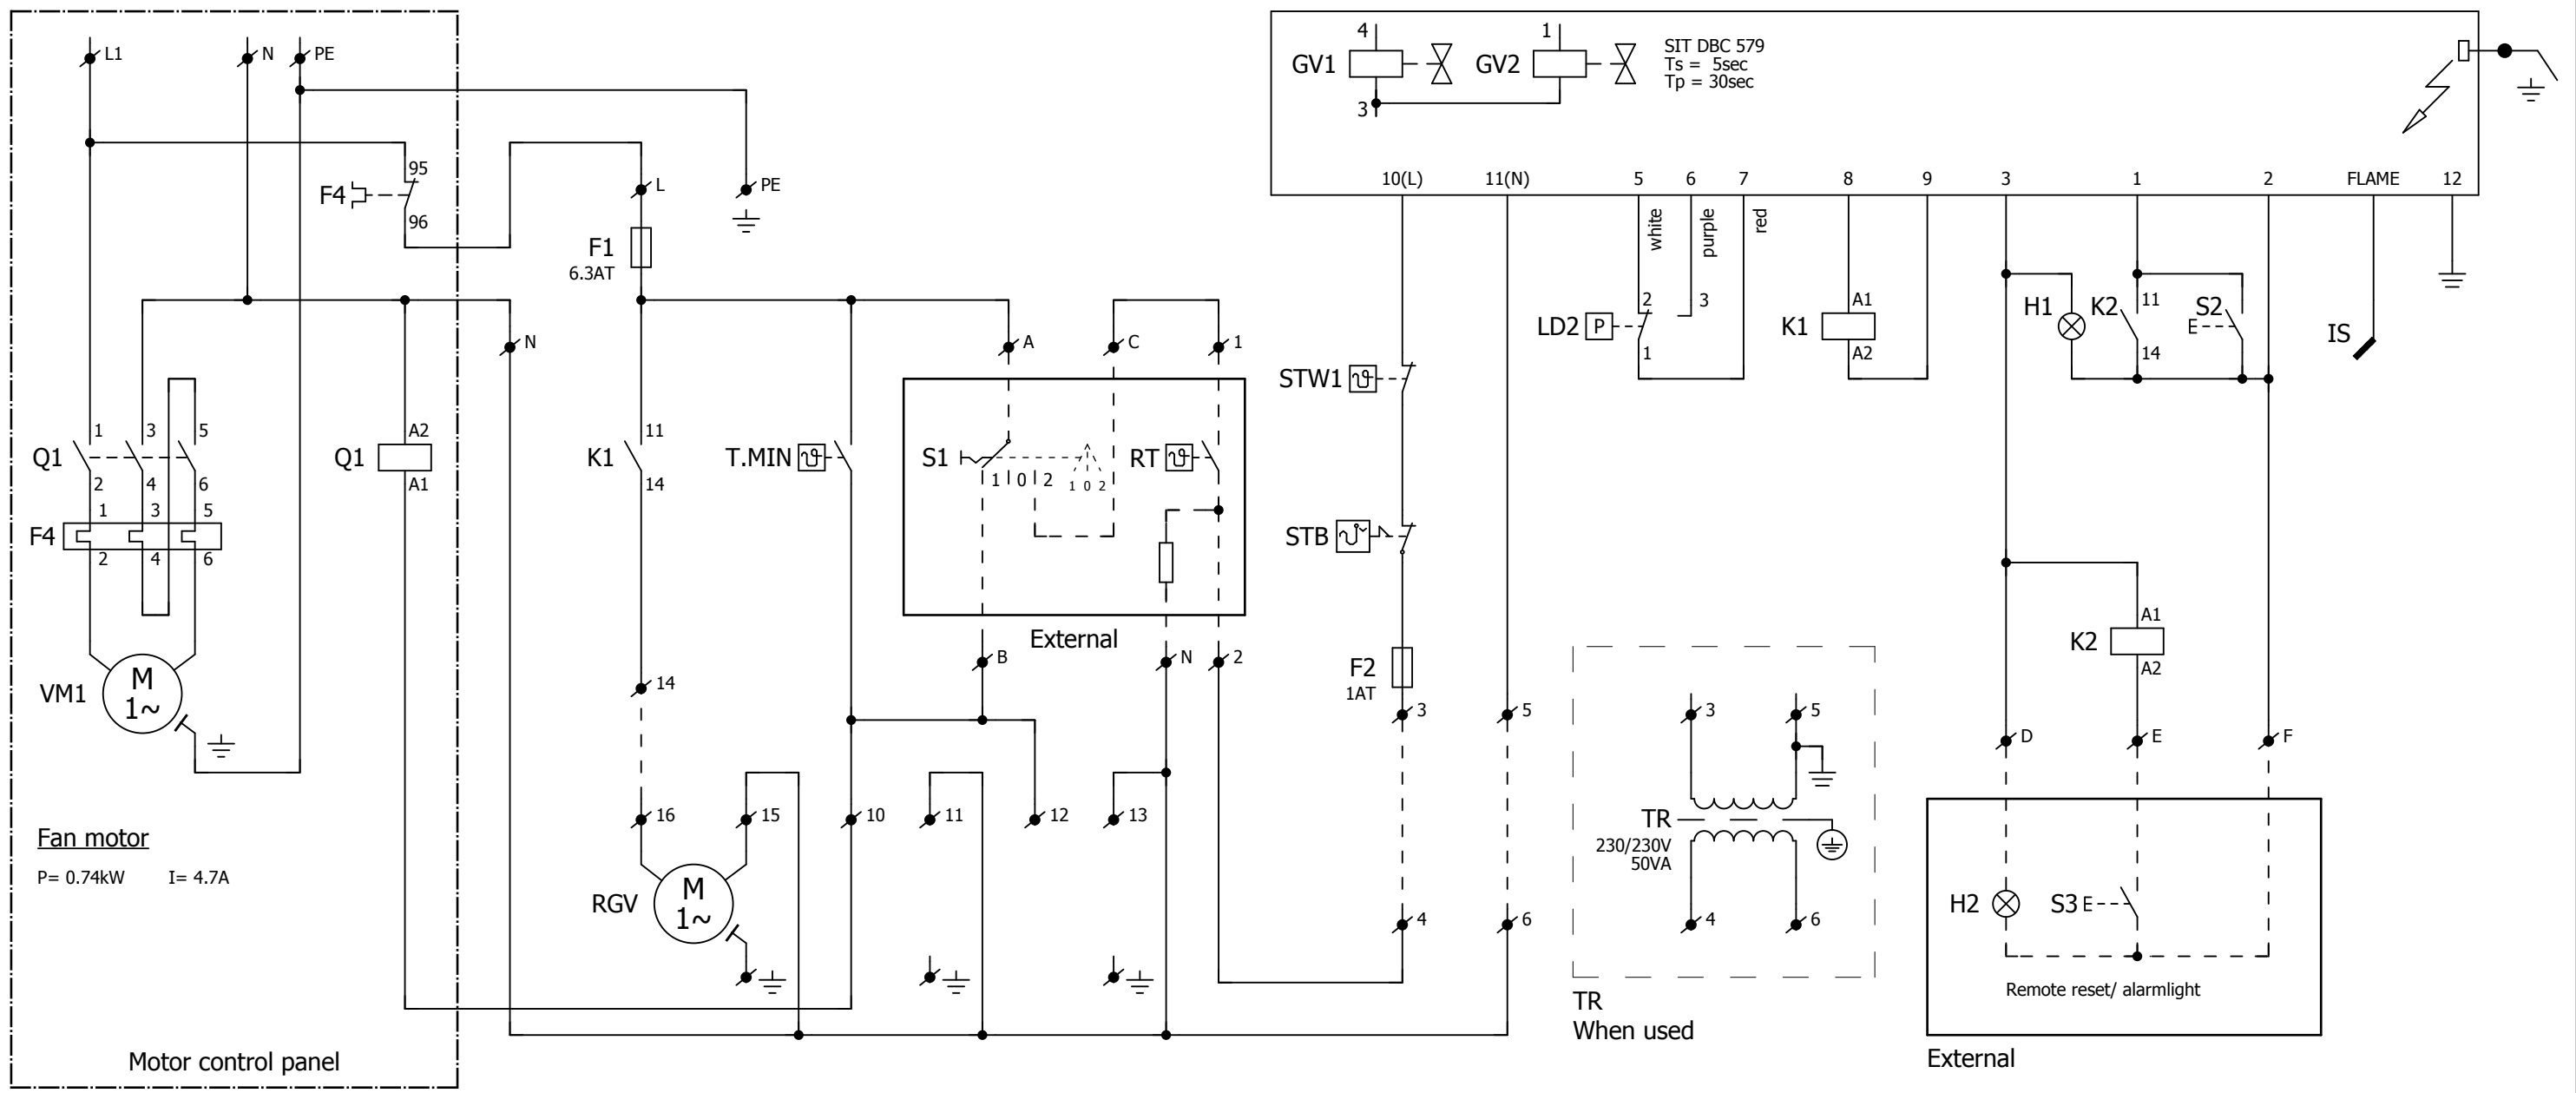 L1
N
PE
95
F4
96
Q1
1
3
5
2
4
6
F4
1
3
5
2
4
6
VM1
M
1~
Q1
A2
A1
Fan motor
P= 0.74kW I= 4.7A
Motor control panel
N
L
F1
6.3AT
PE
K1
11
14
14
16
15
RGV
M
1~
T.MIN
10
A
C
1
S1
1 0 2
1 0 2
RT
External
B
N
2
11
12
13
GV1
4
3
GV2
1
SIT DBC 579
Ts = 5sec
Tp = 30sec
10(L)
11(N)
5
6
7
8
9
3
1
2
FLAME
12
STW1
STB
F2
1AT
3
5
4
6
white
purple
red
LD2
P
2
3
1
K1
A1
A2
H1
K2
11
14
S2
E
IS
3
5
TR
230/230V
50VA
4
6
TR
When used
K2
A1
A2
D
E
F
H2
S3
E
Remote reset/ alarmlight
External